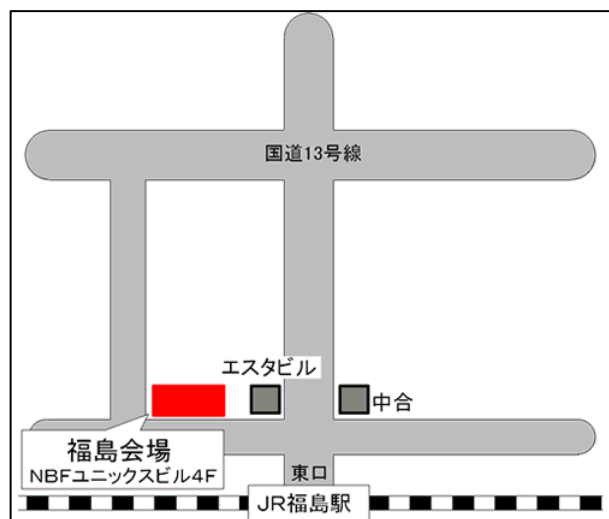 国道13号線
エスタビル
中合
福島会場
NBFユニックスビル4F
東口
JR福島駅